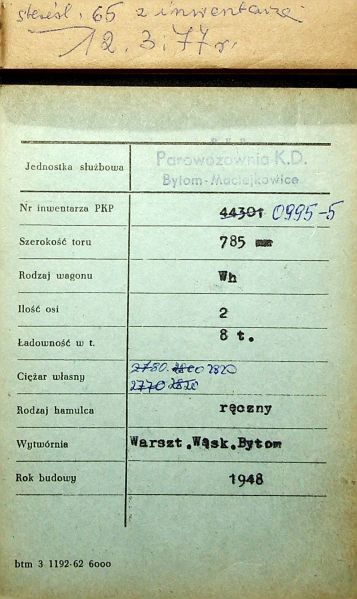 skreśl. 65 z inwentarza
12.3.77r.
P K P
Jednostka służbowa Parowozownia K.D.
Bytom-Maciejkowice
Nr inwentarza PKP 44301 0995-5
Szerokość toru 785 mm
Rodzaj wagonu Wh
Ilość osi 2
Ładowność w t. 8 t.
Ciężar własny 2780. 2800 2820
2770 2820
Rodzaj hamulca ręczny
Wytwórnia Warszt.Wąsk.Bytom
Rok budowy 1948
btm 3 1192-62 6000